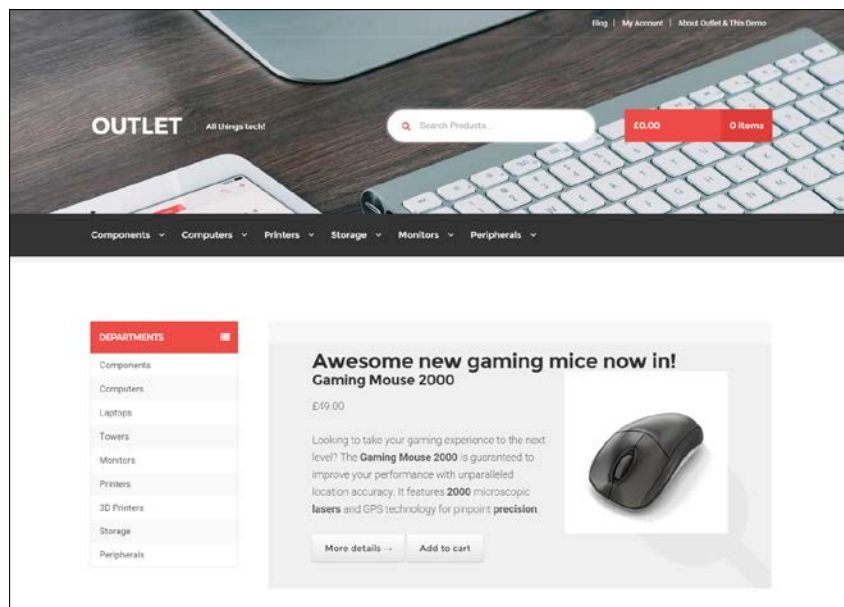 Blog | My Account | About Outlet & This Demo
OUTLET All things tech! Search Products... £0.00 0 items
Components Computers Printers Storage Monitors Peripherals
DEPARTMENTS
Components
Computers
Laptops
Towers
Monitors
Printers
3D Printers
Storage
Peripherals
Awesome new gaming mice now in!
Gaming Mouse 2000
£49.00
Looking to take your gaming experience to the next
level? The Gaming Mouse 2000 is guaranteed to
improve your performance with unparalleled
location accuracy. It features 2000 microscopic
lasers and GPS technology for pinpoint precision.
More details → Add to cart